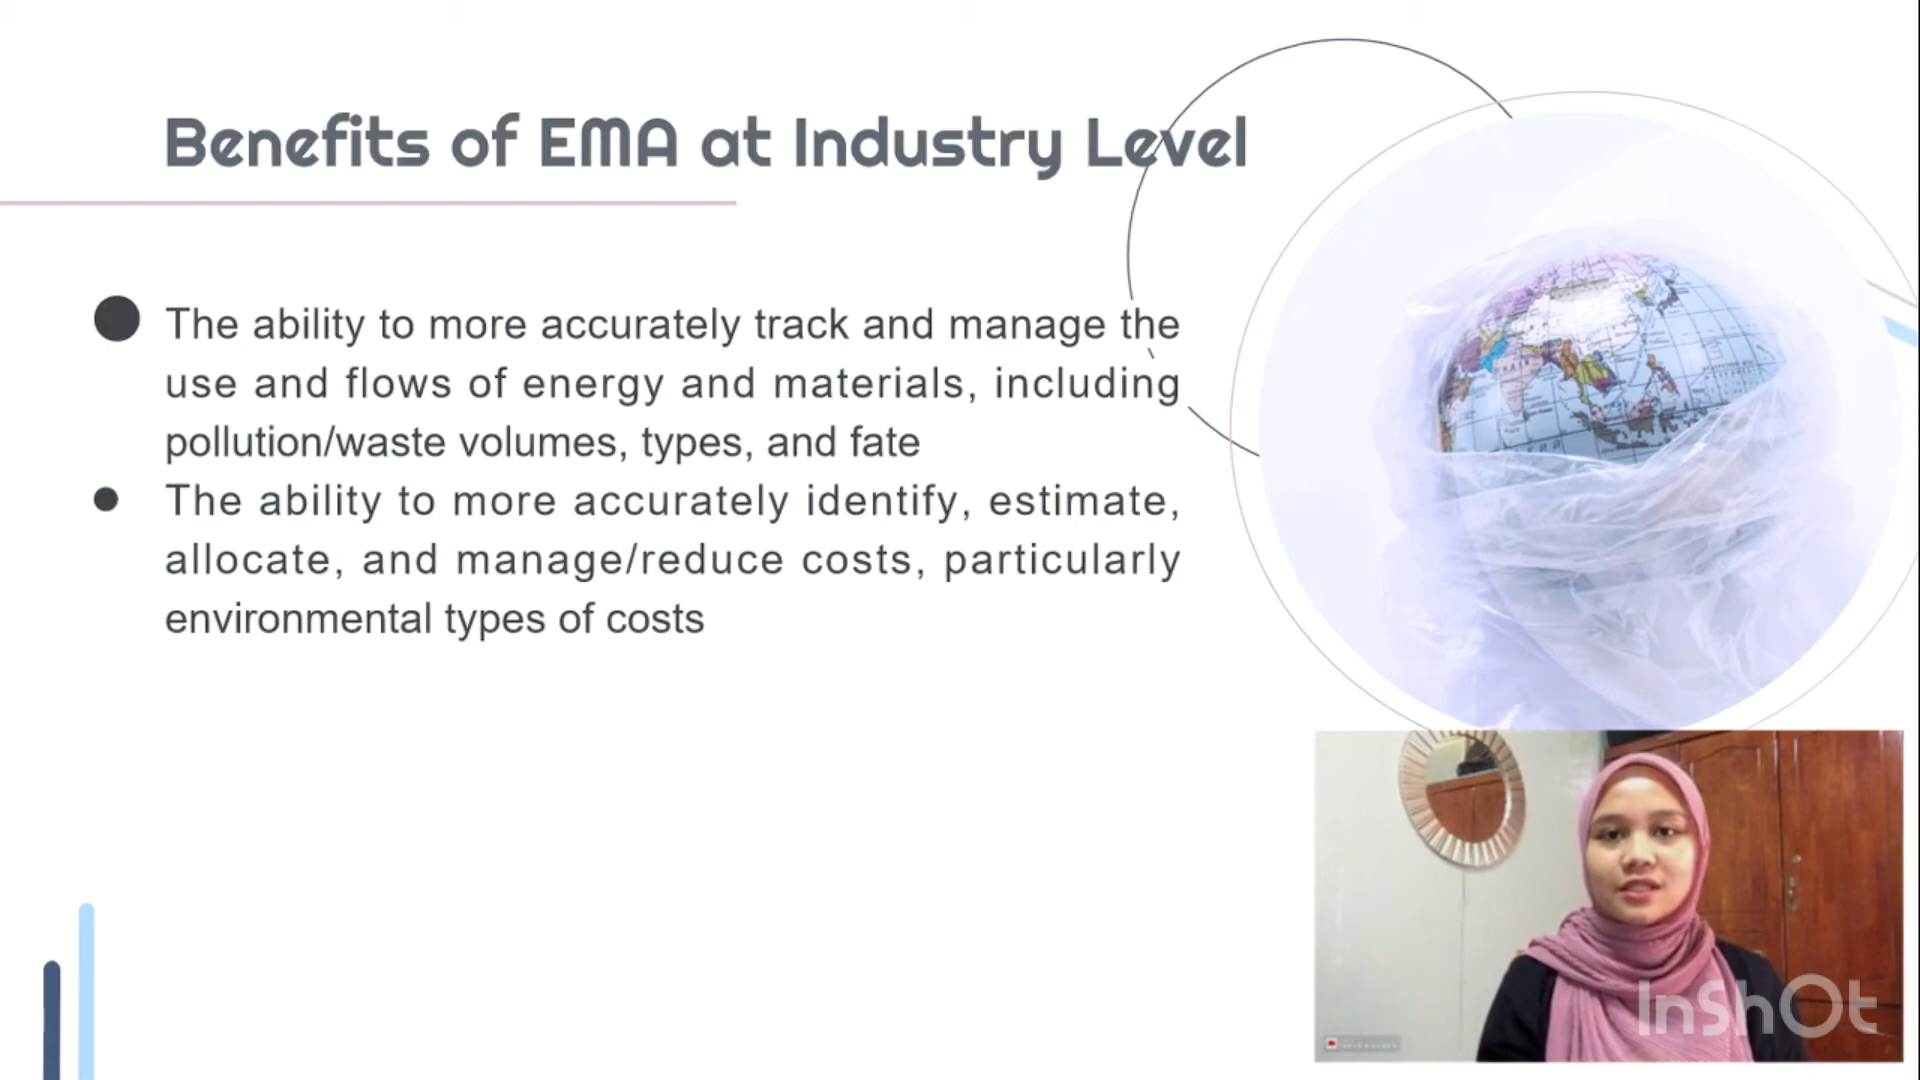 Benefits of EMA at Industry Level
● The ability to more accurately track and manage the
use and flows of energy and materials, including
pollution/waste volumes, types, and fate
● The ability to more accurately identify, estimate,
allocate, and manage/reduce costs, particularly
environmental types of costs
InShOt